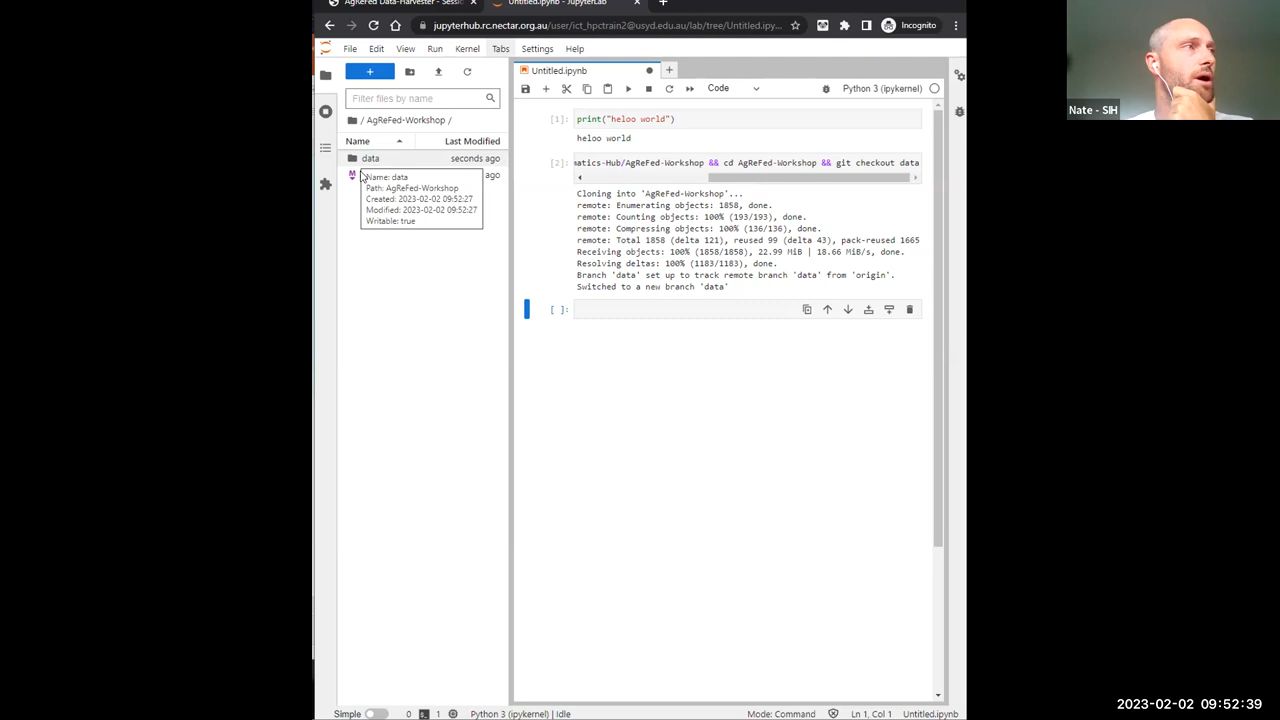 AgReFed Data-Harvester - Sessi
Untitled.ipynb - JupyterLab
jupyterhub.rc.nectar.org.au/user/ict_hpctrain2@usyd.edu.au/lab/tree/Untitled.ipy...
Incognito
File Edit View Run Kernel Tabs Settings Help
Untitled.ipynb
Code
Python 3 (ipykernel)
Filter files by name
/ AgReFed-Workshop /
Name Last Modified
data seconds ago
ago
Name: data
Path: AgReFed-Workshop
Created: 2023-02-02 09:52:27
Modified: 2023-02-02 09:52:27
Writable: true
[1]: print("heloo world")
heloo world
[2]: matics-Hub/AgReFed-Workshop && cd AgReFed-Workshop && git checkout data
Cloning into 'AgReFed-Workshop'...
remote: Enumerating objects: 1858, done.
remote: Counting objects: 100% (193/193), done.
remote: Compressing objects: 100% (136/136), done.
remote: Total 1858 (delta 121), reused 99 (delta 43), pack-reused 1665
Receiving objects: 100% (1858/1858), 22.99 MiB | 18.66 MiB/s, done.
Resolving deltas: 100% (1183/1183), done.
Branch 'data' set up to track remote branch 'data' from 'origin'.
Switched to a new branch 'data'
[ ]:
Simple 0 1 Python 3 (ipykernel) | Idle Mode: Command Ln 1, Col 1 Untitled.ipynb
Nate - SIH
2023-02-02 09:52:39